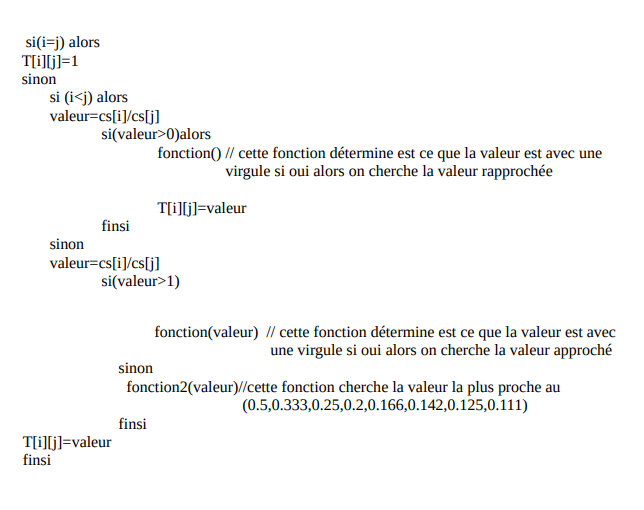 si(i=j) alors
T[i][j]=1
sinon
si (i<j) alors
valeur=cs[i]/cs[j]
si(valeur>0)alors
fonction() // cette fonction détermine est ce que la valeur est avec une
virgule si oui alors on cherche la valeur rapprochée
T[i][j]=valeur
finsi
sinon
valeur=cs[i]/cs[j]
si(valeur>1)
fonction(valeur) // cette fonction détermine est ce que la valeur est avec
une virgule si oui alors on cherche la valeur approché
sinon
fonction2(valeur)//cette fonction cherche la valeur la plus proche au
(0.5,0.333,0.25,0.2,0.166,0.142,0.125,0.111)
finsi
T[i][j]=valeur
finsi